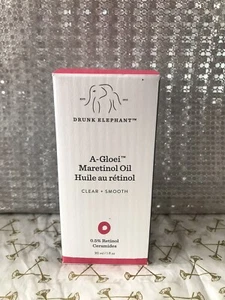 DRUNK ELEPHANT™
A-Gloei™
Maretinol Oil
Huile au rétinol
CLEAR + SMOOTH
0.5% Retinol
Ceramides